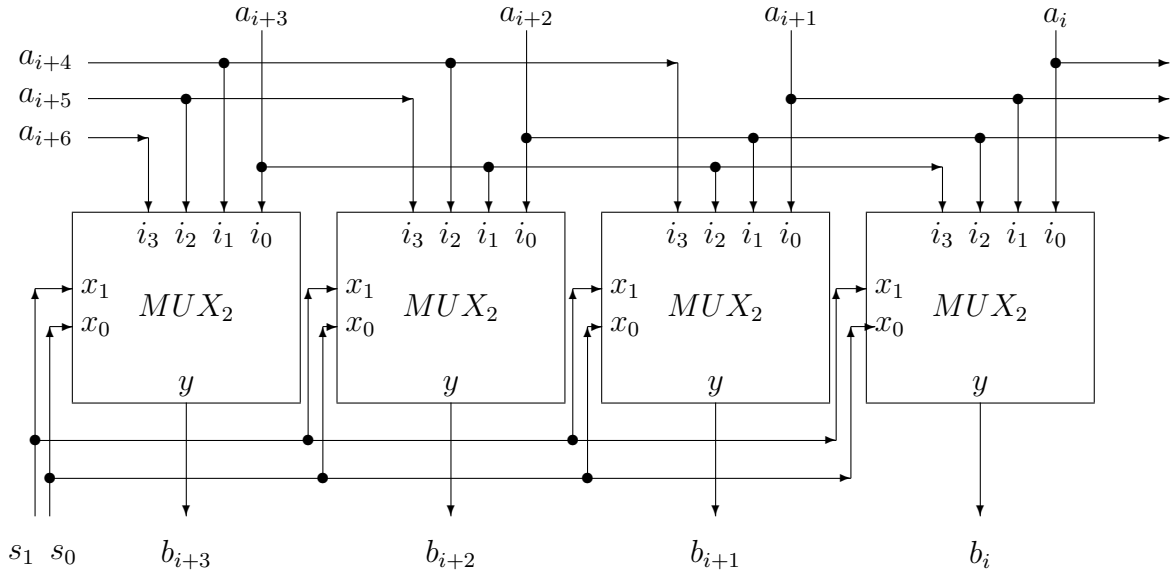 a_{i+3} a_{i+2} a_{i+1} a_i
a_{i+4}
a_{i+5}
a_{i+6}
i_3 i_2 i_1 i_0 i_3 i_2 i_1 i_0 i_3 i_2 i_1 i_0 i_3 i_2 i_1 i_0
x_1 x_1 x_1 x_1
MUX_2 MUX_2 MUX_2 MUX_2
x_0 x_0 x_0 x_0
y y y y
s_1 s_0 b_{i+3} b_{i+2} b_{i+1} b_i